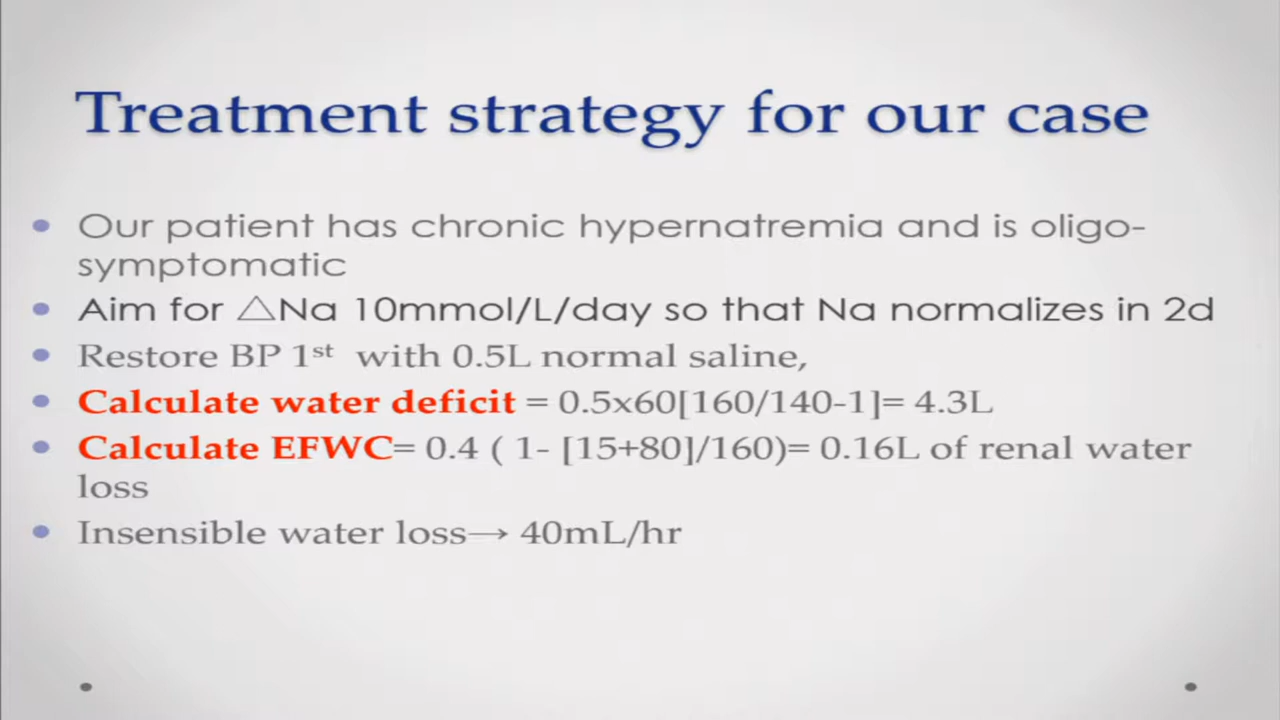 Treatment strategy for our case
• Our patient has chronic hypernatremia and is oligo-
symptomatic
• Aim for △Na 10mmol/L/day so that Na normalizes in 2d
• Restore BP 1st with 0.5L normal saline,
• Calculate water deficit = 0.5x60[160/140-1]= 4.3L
• Calculate EFWC= 0.4 ( 1- [15+80]/160)= 0.16L of renal water
loss
• Insensible water loss→ 40mL/hr